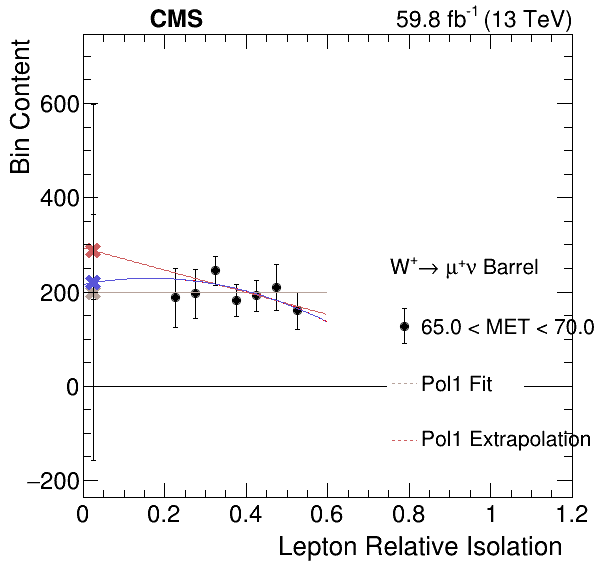 CMS 59.8 fb⁻¹ (13 TeV)
Bin Content
600
400
200
0
−200
W⁺→ μ⁺ν Barrel
65.0 < MET < 70.0
Pol1 Fit
Pol1 Extrapolation
0 0.2 0.4 0.6 0.8 1 1.2
Lepton Relative Isolation